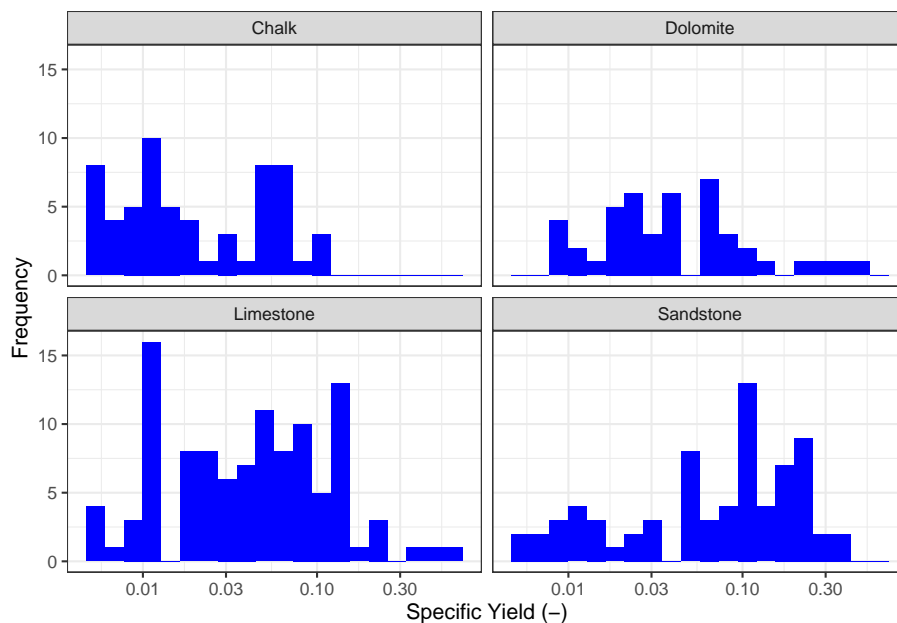 Chalk
Dolomite
15
10
5
0
Limestone
Sandstone
15
10
5
0
0.01
0.03
0.10
0.30
0.01
0.03
0.10
0.30
Frequency
Specific Yield (-)